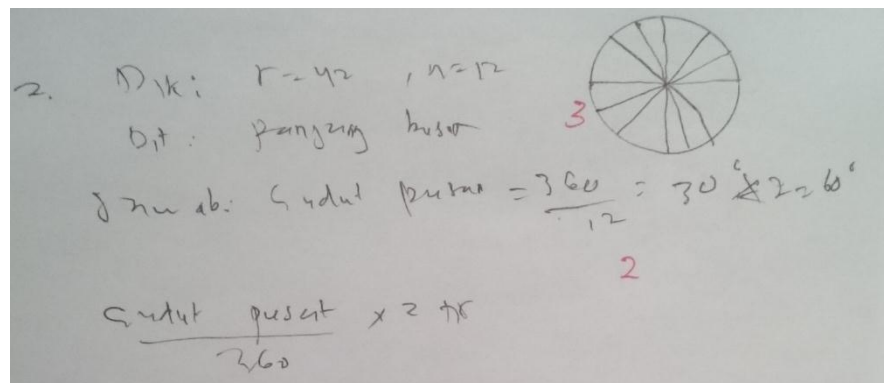 2. Dik : r = 42 , n = 12
Dit : Panjang busur
3
Jawab : Sudut pusat = 360/12 = 30° x 2 = 60°
2
Sudut pusat/360 x 2 πr